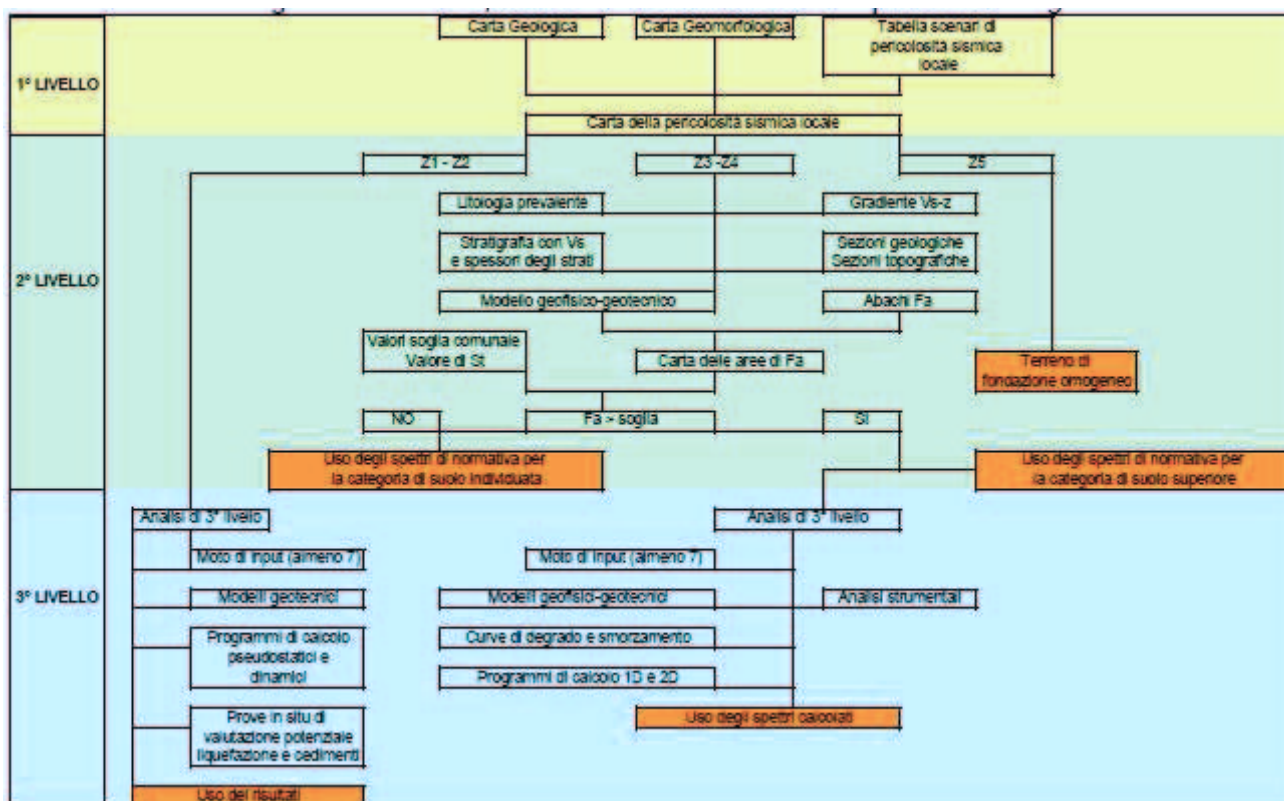 Carta Geologica
Carta Geomorfologica
Tabella scenari di
pericolosità sismica
locale
1° LIVELLO
Carta della pericolosità sismica locale
Z1 - Z2
Z3 -Z4
Z5
Litologia prevalente
Gradiente Vs-z
Stratigrafia con Vs
e spessori degli strati
Sezioni geologiche
Sezioni topografiche
2° LIVELLO
Modello geofisico-geotecnico
Abachi Fa
Valori soglia comunale
Valore di St
Carta delle aree di Fa
Terreno di
fondazione omogeneo
NO
Fa > soglia
SI
Uso degli spettri di normativa per
la categoria di suolo individuata
Uso degli spettri di normativa per
la categoria di suolo superiore
Analisi di 3° livello
Analisi di 3° livello
Moto di input (almeno 7)
Moto di input (almeno 7)
3° LIVELLO
Modelli geotecnici
Modelli geofisici-geotecnici
Analisi strumentali
Programmi di calcolo
pseudostatici e
dinamici
Curve di degrado e smorzamento
Programmi di calcolo 1D e 2D
Prove in situ di
valutazione potenziale
liquefazione e cedimenti
Uso degli spettri calcolati
Uso dei risultati